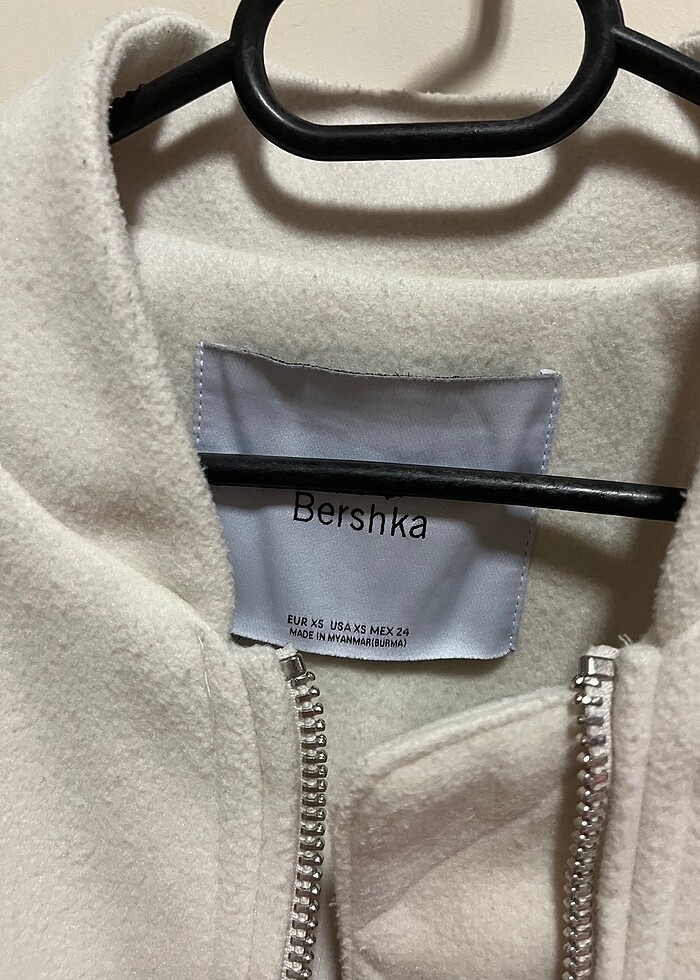 Bershka
EUR XS USA XS MEX 24
MADE IN MYANMAR(BURMA)